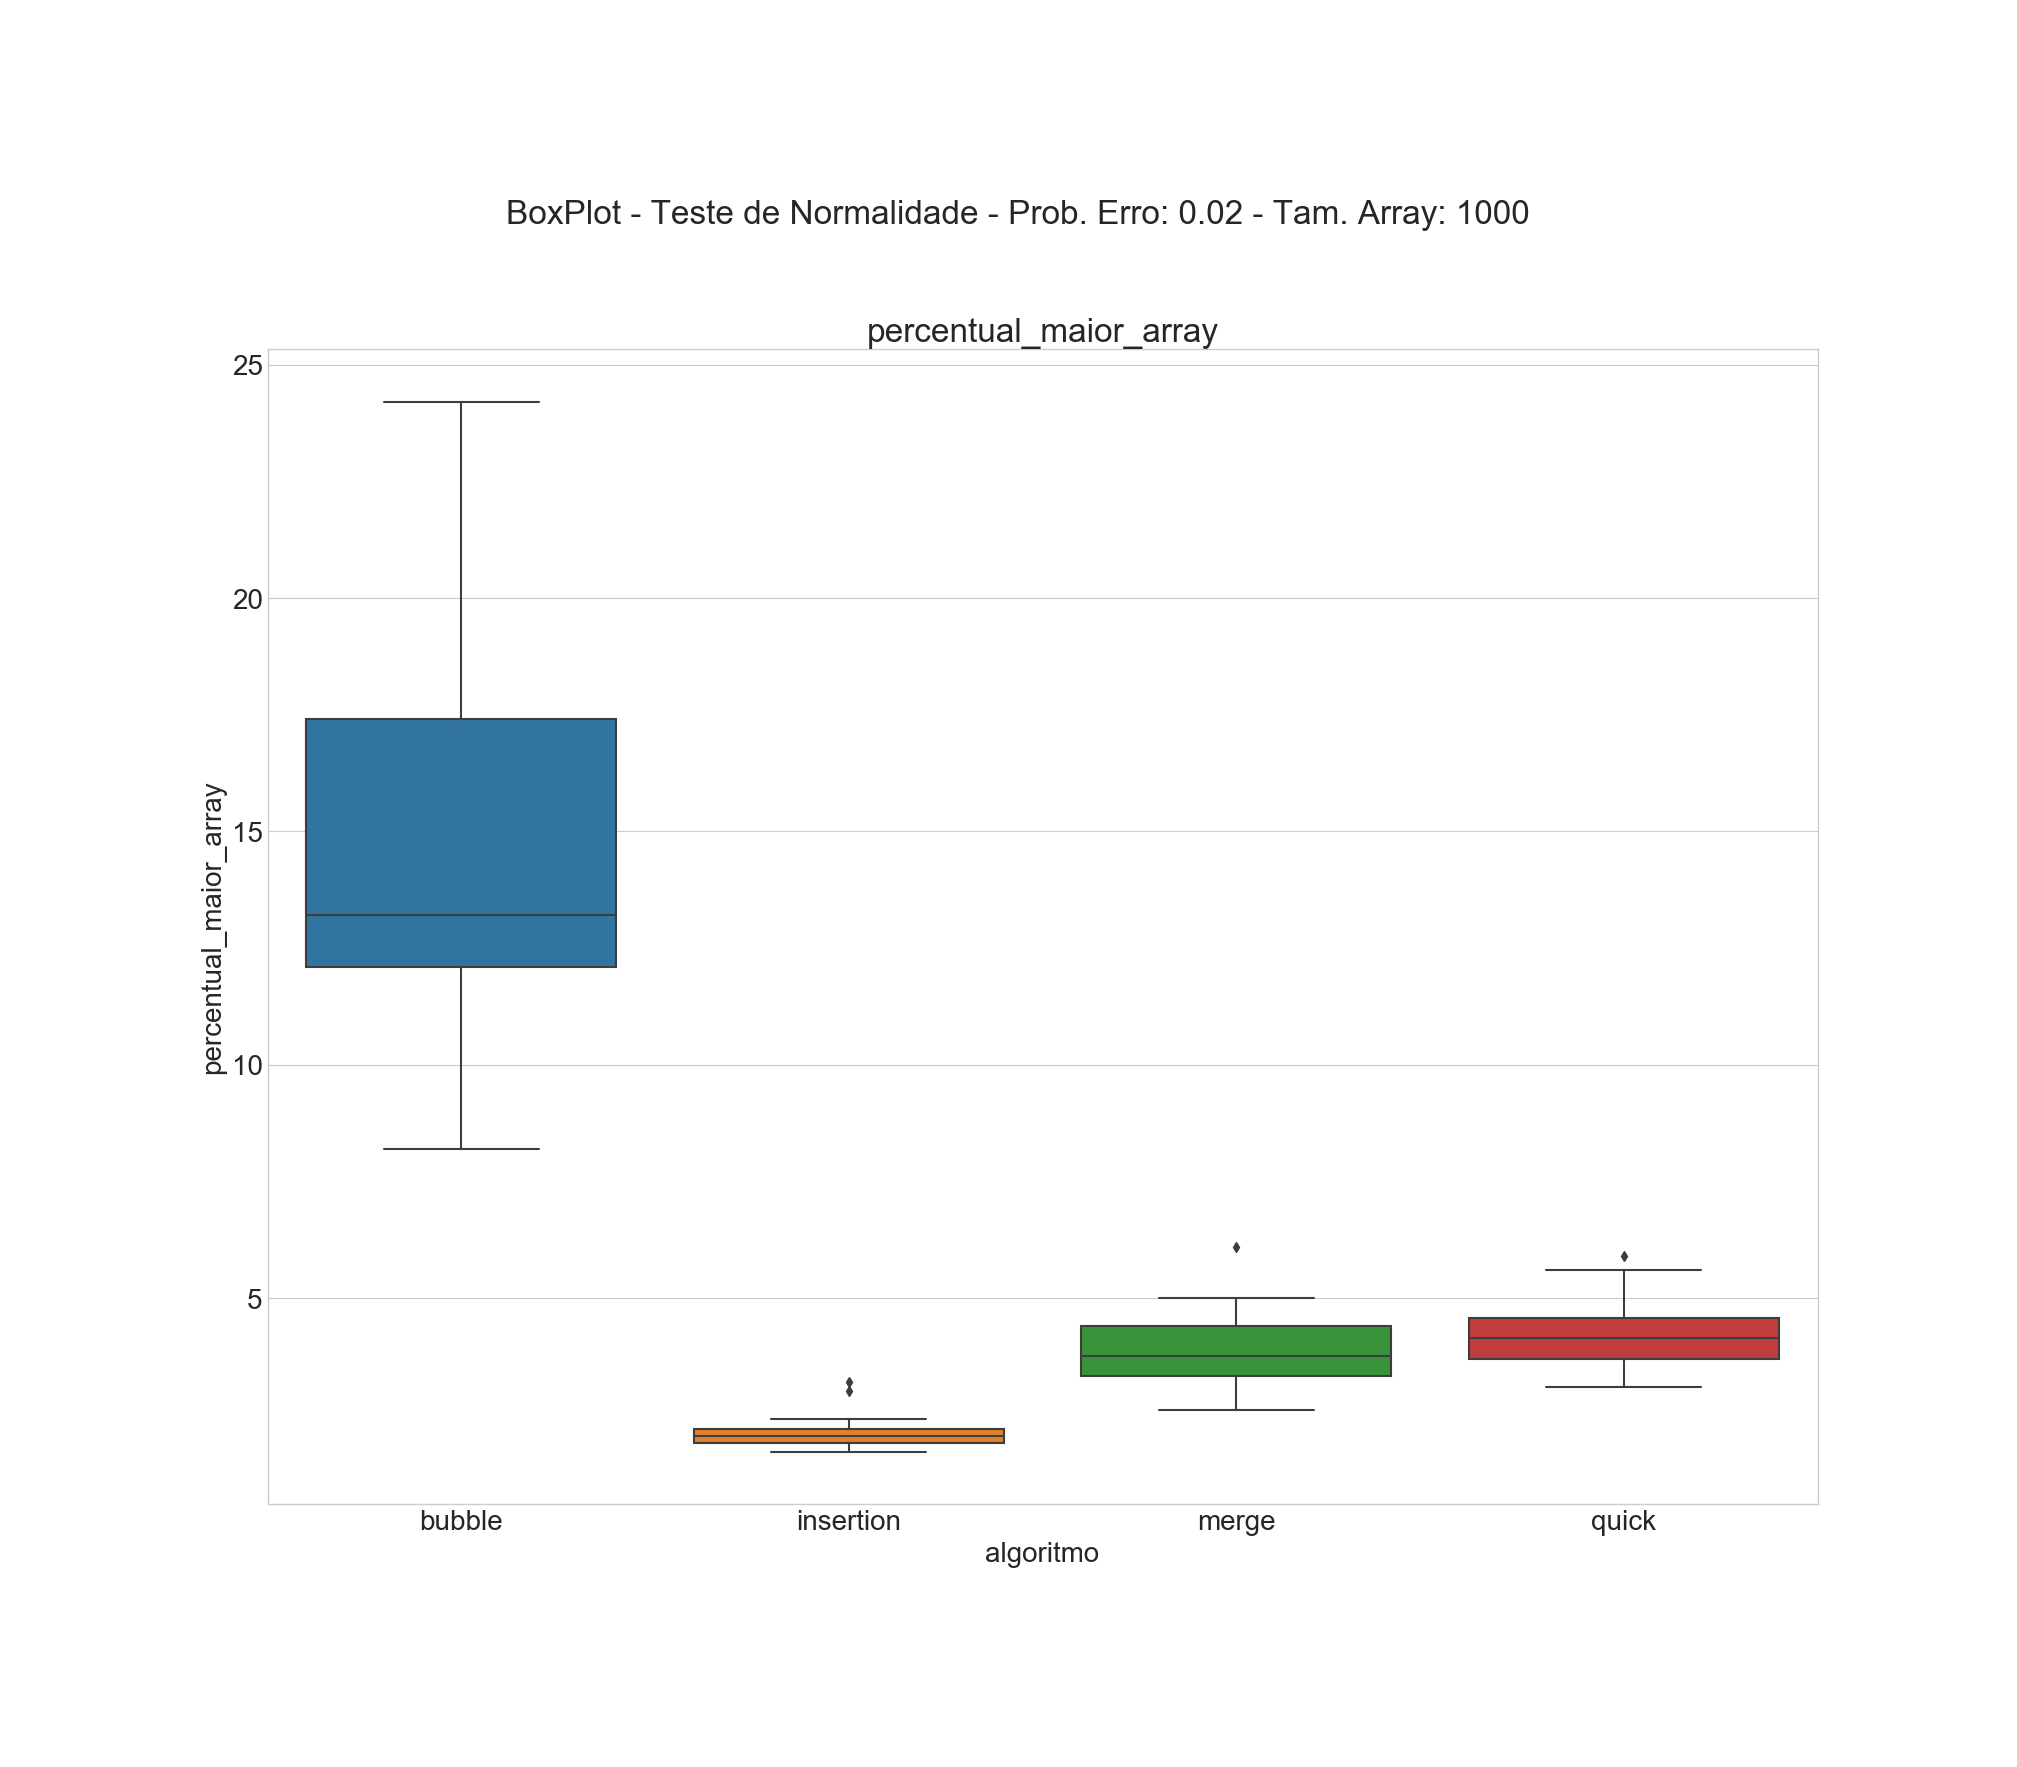 BoxPlot - Teste de Normalidade - Prob. Erro: 0.02 - Tam. Array: 1000
percentual_maior_array
25
20
15
10
5
percentual_maior_array
bubble insertion merge quick
algoritmo